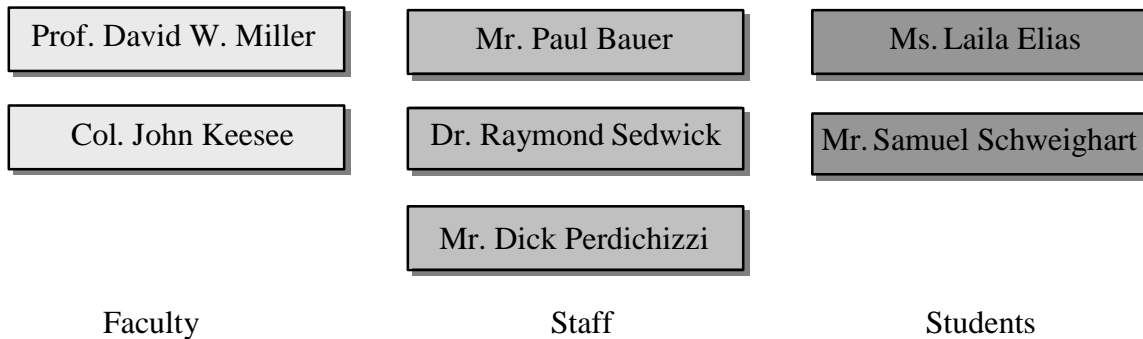 Prof. David W. Miller
Mr. Paul Bauer
Ms. Laila Elias
Col. John Keesee
Dr. Raymond Sedwick
Mr. Samuel Schweighart
Mr. Dick Perdichizzi
Faculty
Staff
Students